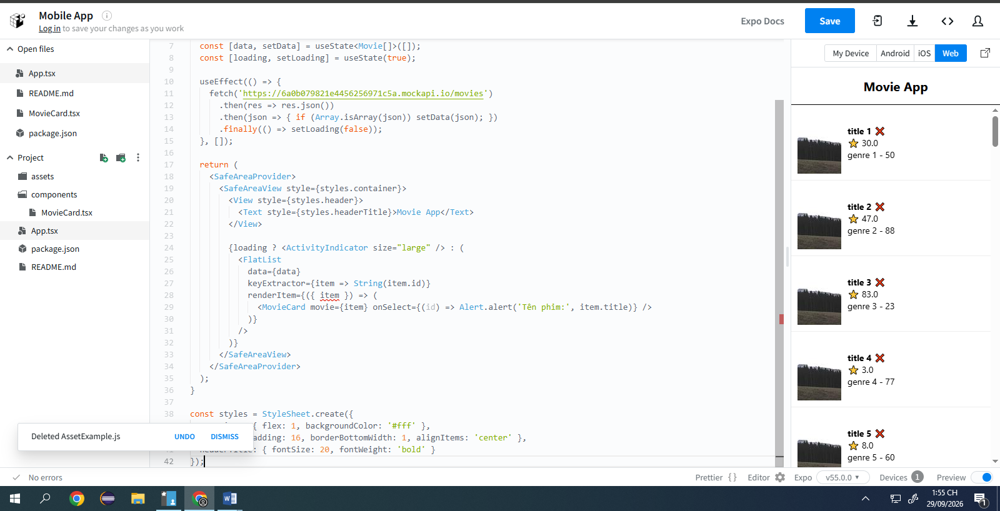 Mobile App
Log in to save your changes as you work
Expo Docs
Save
Open files
App.tsx
README.md
MovieCard.tsx
package.json
Project
assets
components
MovieCard.tsx
App.tsx
package.json
README.md
7 const [data, setData] = useState<Movie[]>([]);
8 const [loading, setLoading] = useState(true);
9
10 useEffect(() => {
11 fetch('https://6a0b079821e4456256971c5a.mockapi.io/movies')
12 .then(res => res.json())
13 .then(json => { if (Array.isArray(json)) setData(json); })
14 .finally(() => setLoading(false));
15 }, []);
16
17 return (
18 <SafeAreaProvider>
19 <SafeAreaView style={styles.container}>
20 <View style={styles.header}>
21 <Text style={styles.headerTitle}>Movie App</Text>
22 </View>
23
24 {loading ? <ActivityIndicator size="large" /> : (
25 <FlatList
26 data={data}
27 keyExtractor={item => String(item.id)}
28 renderItem={({ item }) => (
29 <MovieCard movie={item} onSelect={(id) => Alert.alert('Tên phim:', item.title)} />
30 )}
31 />
32 )}
33 </SafeAreaView>
34 </SafeAreaProvider>
35 );
36 }
37
38 const styles = StyleSheet.create({
{ flex: 1, backgroundColor: '#fff' },
adding: 16, borderBottomWidth: 1, alignItems: 'center' },
{ fontSize: 20, fontWeight: 'bold' }
42 });
Deleted AssetExample.js
UNDO
DISMISS
My Device
Android
iOS
Web
Movie App
title 1 ❌
⭐ 30.0
genre 1 - 50
title 2 ❌
⭐ 47.0
genre 2 - 88
title 3 ❌
⭐ 83.0
genre 3 - 23
title 4 ❌
⭐ 3.0
genre 4 - 77
title 5 ❌
⭐ 8.0
genre 5 - 60
No errors
Prettier { }
Editor
Expo
v55.0.0
Devices 1
Preview
1:55 CH
29/09/2026
1